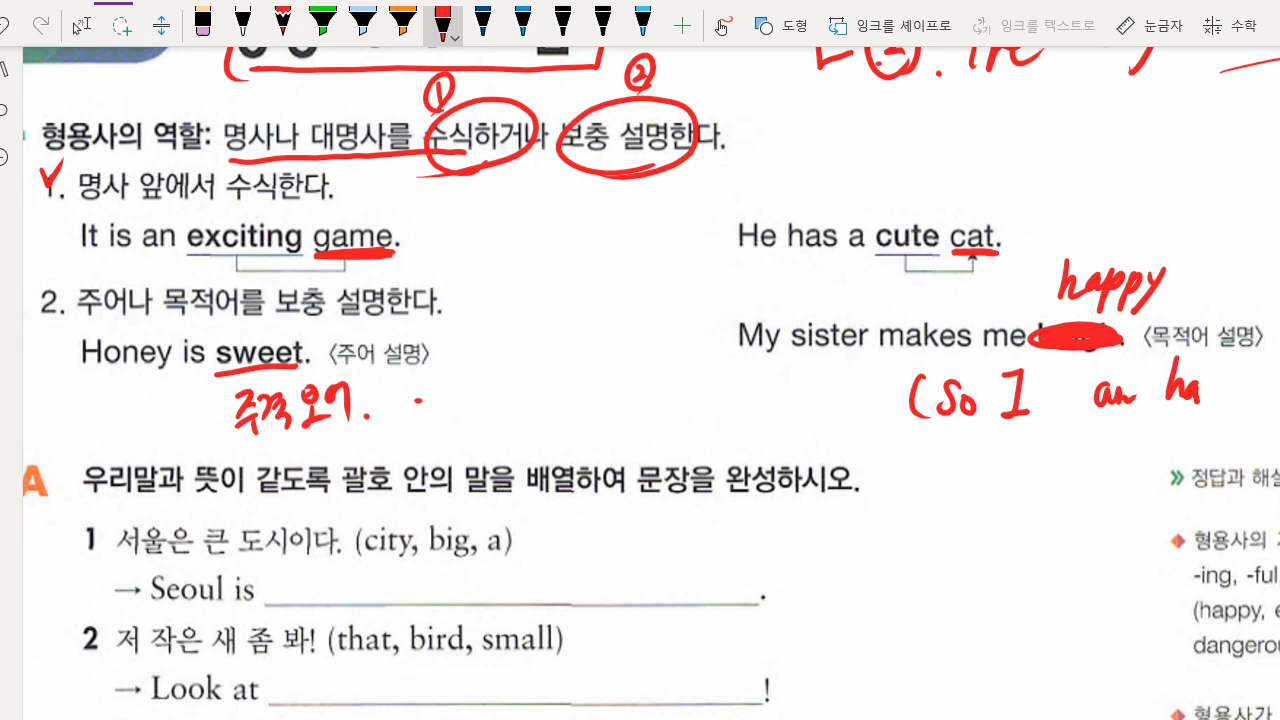 도형 잉크를 셰이프로 잉크를 텍스트로 눈금자 수학
① ②
형용사의 역할: 명사나 대명사를 수식하거나 보충 설명한다.
1. 명사 앞에서 수식한다.
It is an exciting game. He has a cute cat.
happy
2. 주어나 목적어를 보충 설명한다.
Honey is sweet. 〈주어 설명〉 My sister makes me . 〈목적어 설명〉
주격 보어. (So I am ha
A 우리말과 뜻이 같도록 괄호 안의 말을 배열하여 문장을 완성하시오.
» 정답과 해설
1 서울은 큰 도시이다. (city, big, a)
→ Seoul is .
2 저 작은 새 좀 봐! (that, bird, small)
→ Look at !
형용사의
-ing, -ful
(happy, e
dangerou
형용사가